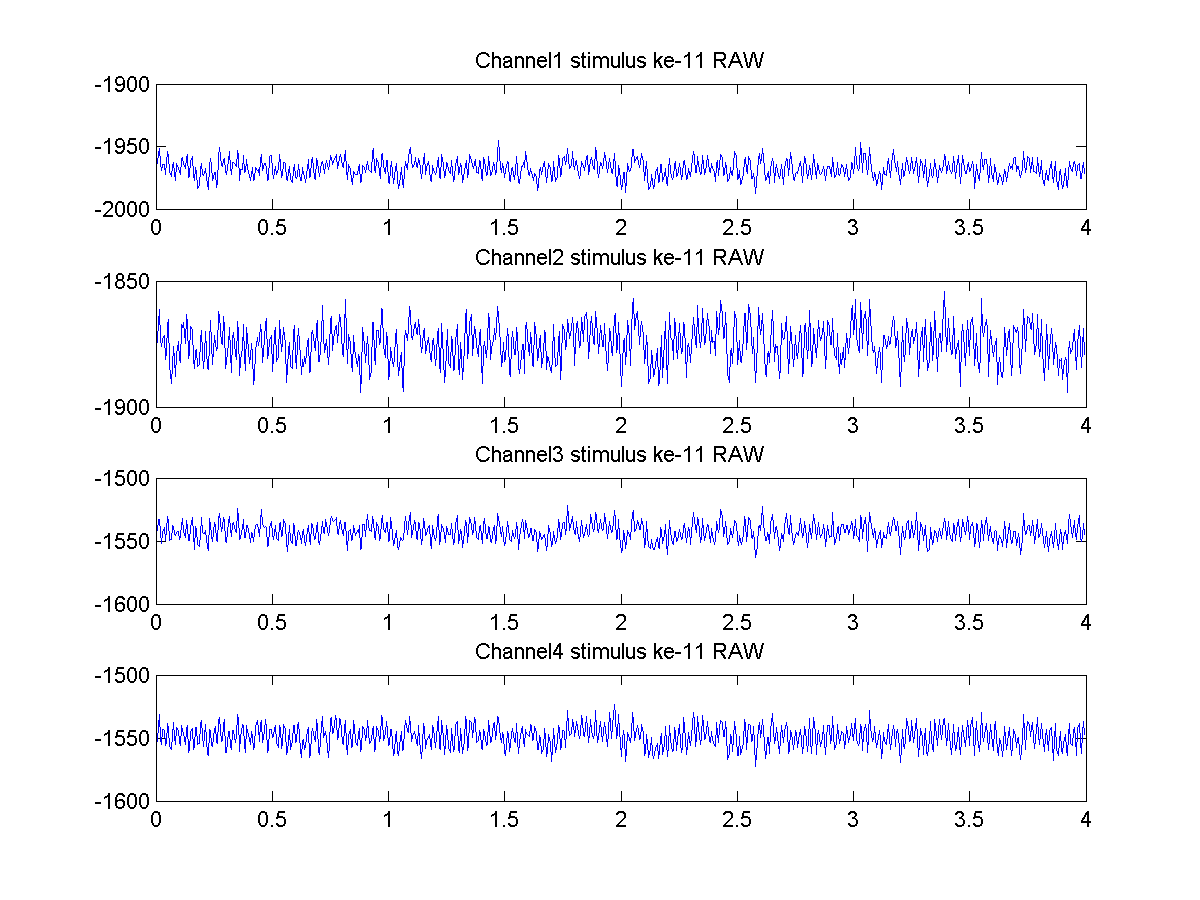 Channel1 stimulus ke-11 RAW
-1900
-1950
-2000
0 0.5 1 1.5 2 2.5 3 3.5 4
Channel2 stimulus ke-11 RAW
-1850
-1900
0 0.5 1 1.5 2 2.5 3 3.5 4
Channel3 stimulus ke-11 RAW
-1500
-1550
-1600
0 0.5 1 1.5 2 2.5 3 3.5 4
Channel4 stimulus ke-11 RAW
-1500
-1550
-1600
0 0.5 1 1.5 2 2.5 3 3.5 4